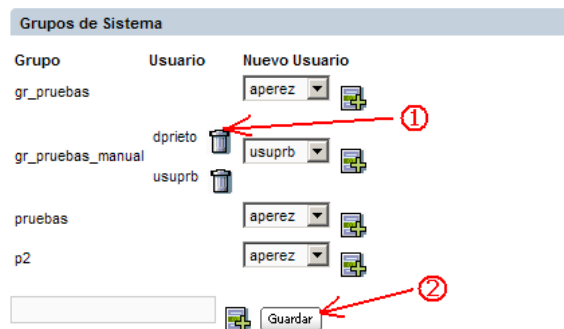 Grupos de Sistema
Grupo Usuario Nuevo Usuario
gr_pruebas aperez
①
dprieto
gr_pruebas_manual usuprb
usuprb
pruebas aperez
p2 aperez
②
Guardar